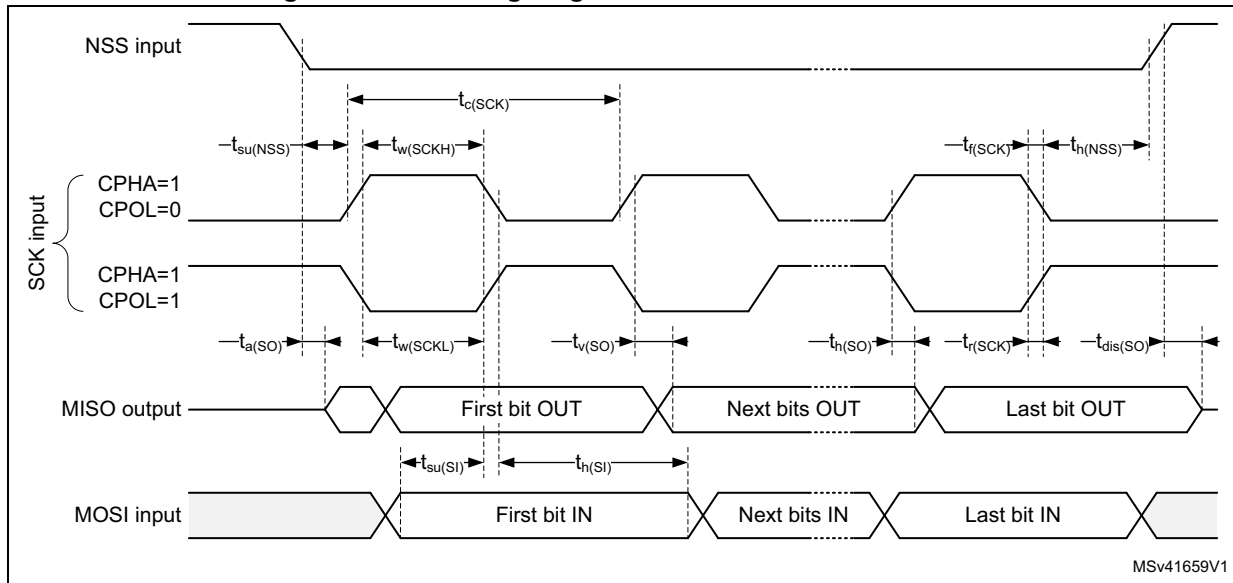 NSS input
tc(SCK)
tsu(NSS)
tw(SCKH)
tf(SCK)
th(NSS)
SCK input
CPHA=1
CPOL=0
CPHA=1
CPOL=1
ta(SO)
tw(SCKL)
tv(SO)
th(SO)
tr(SCK)
tdis(SO)
MISO output
First bit OUT
Next bits OUT
Last bit OUT
tsu(SI)
th(SI)
MOSI input
First bit IN
Next bits IN
Last bit IN
MSv41659V1